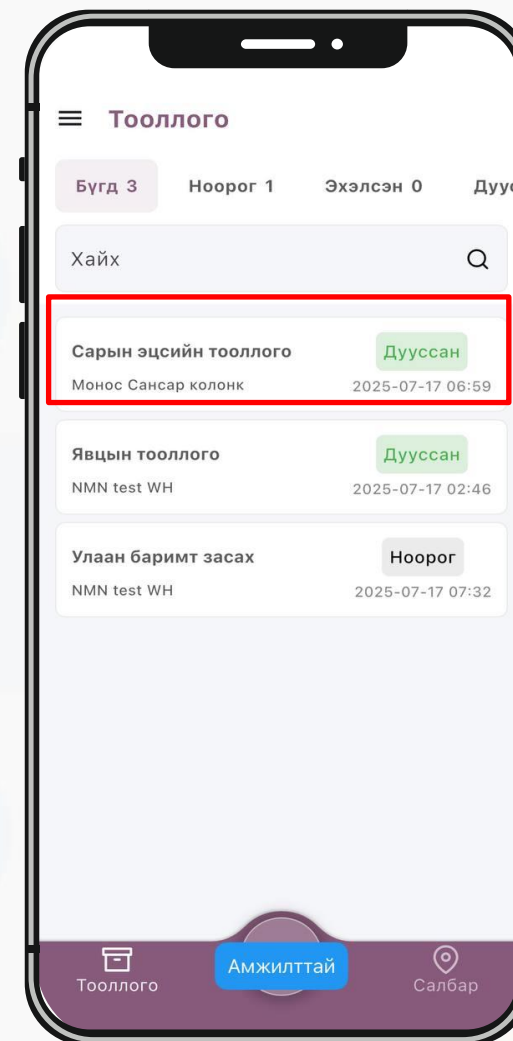 Тооллого
Бүгд 3 Ноорог 1 Эхэлсэн 0
Хайх
Сарын эцсийн тооллого Дууссан
Монос Сансар колонк 2025-07-17 06:59
Явцын тооллого Дууссан
NMN test WH 2025-07-17 02:46
Улаан баримт засах Ноорог
NMN test WH 2025-07-17 07:32
Амжилттай
Тооллого Салбар